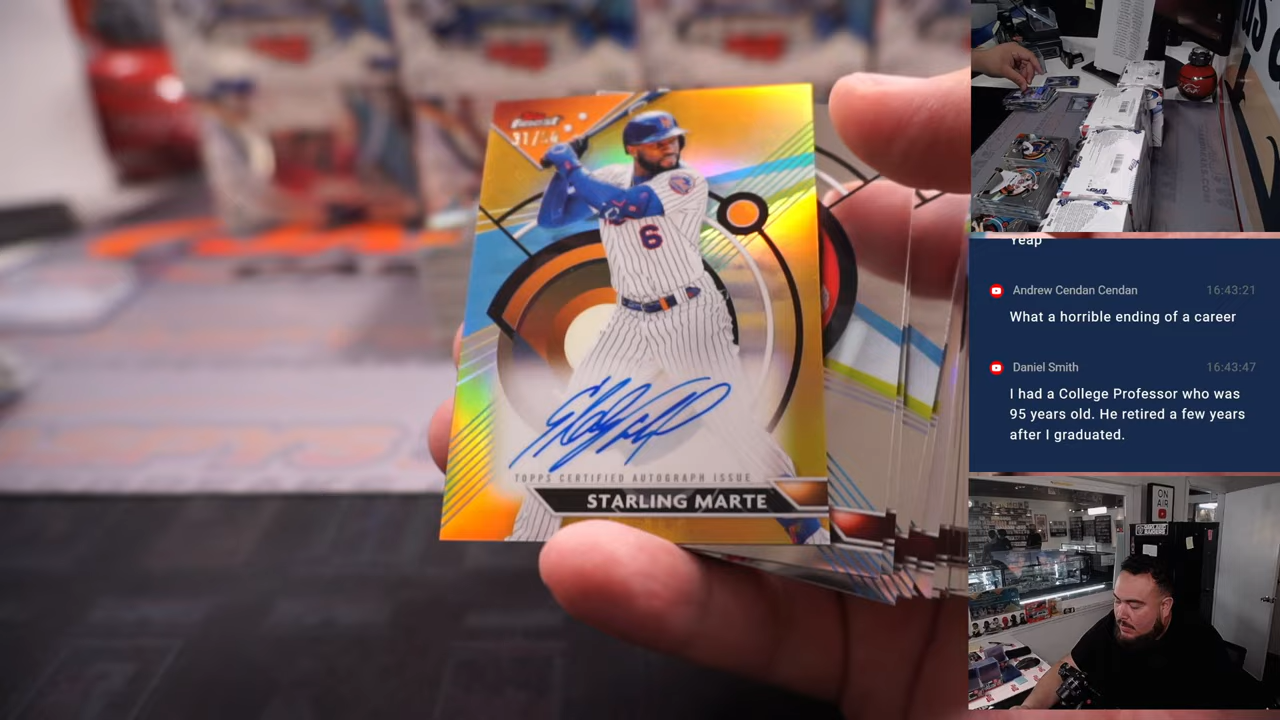 Finest
6
TOPPS CERTIFIED AUTOGRAPH ISSUE
STARLING MARTE
Yeap
Andrew Cendan Cendan 16:43:21
What a horrible ending of a career
Daniel Smith 16:43:47
I had a College Professor who was
95 years old. He retired a few years
after I graduated.
ON
AIR